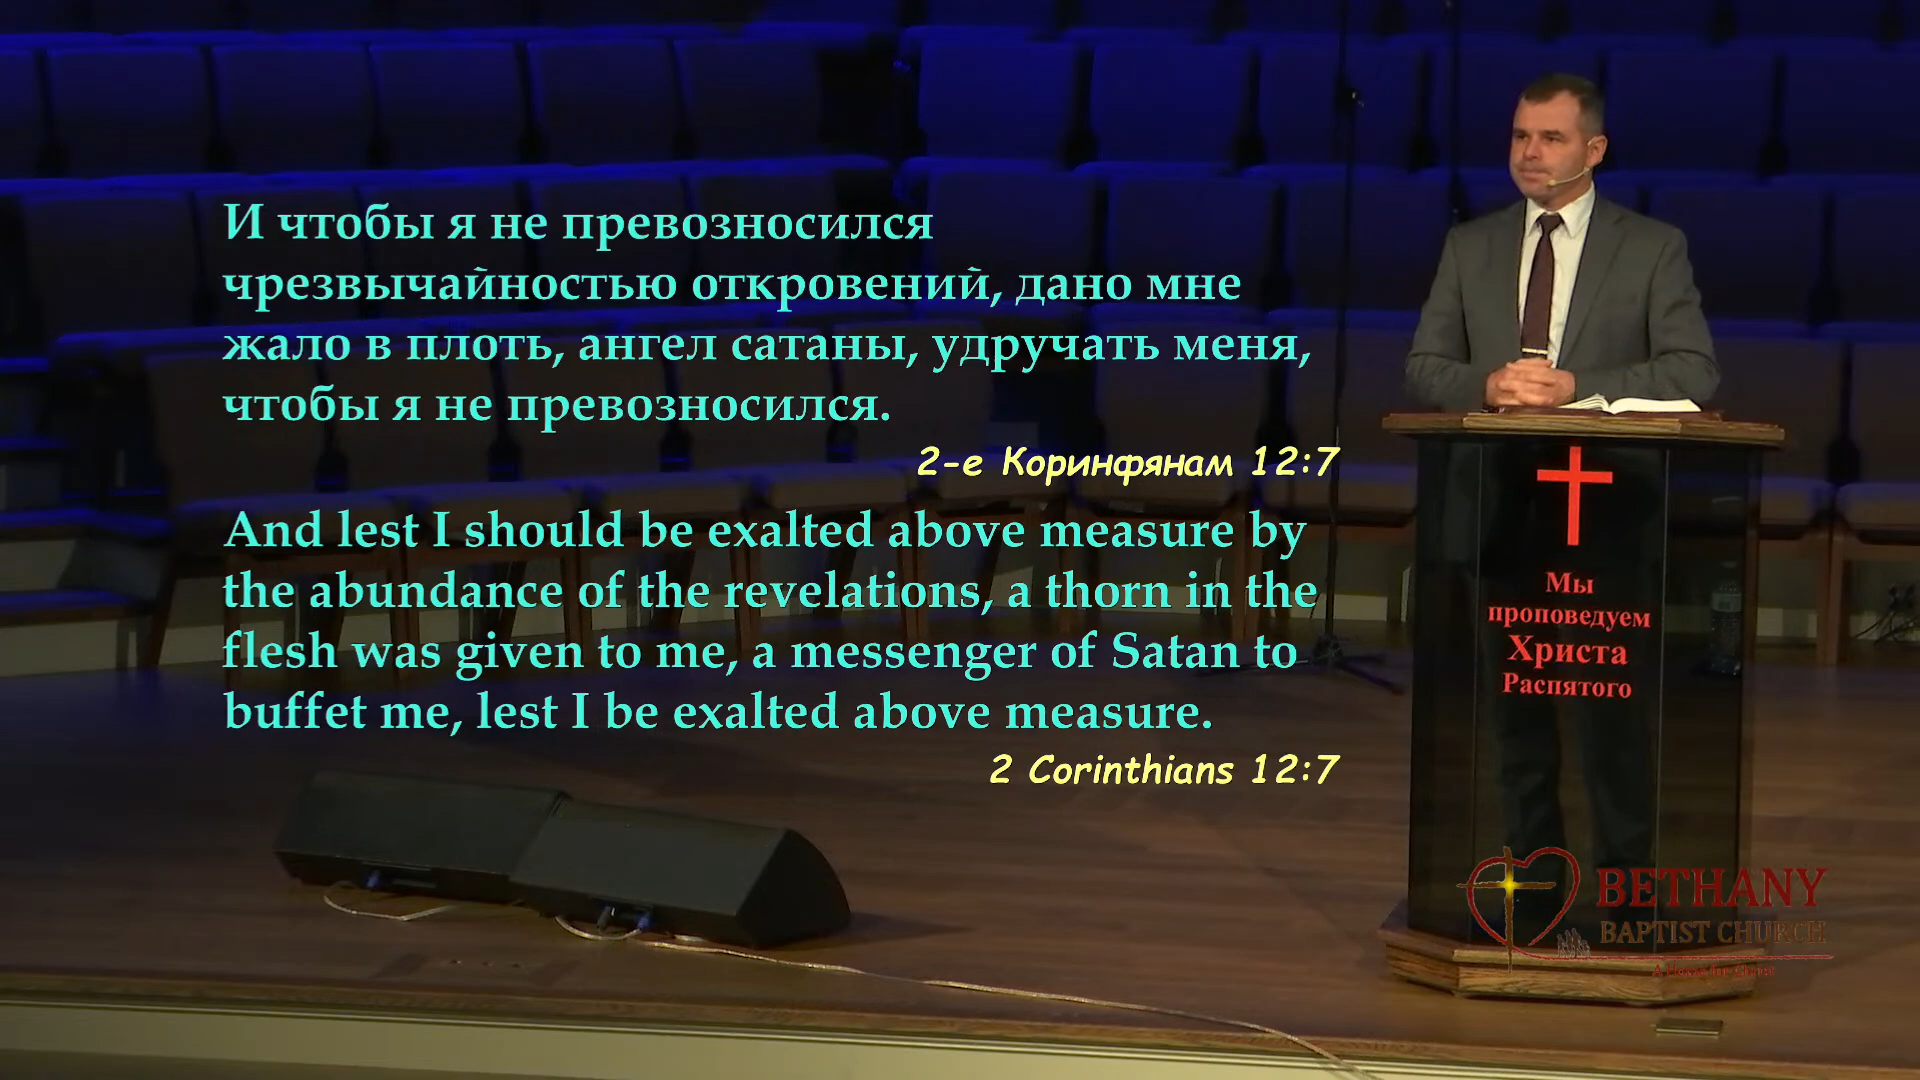 И чтобы я не превозносился
чрезвычайностью откровений, дано мне
жало в плоть, ангел сатаны, удручать меня,
чтобы я не превозносился.
2-е Коринфянам 12:7
And lest I should be exalted above measure by
the abundance of the revelations, a thorn in the
flesh was given to me, a messenger of Satan to
buffet me, lest I be exalted above measure.
2 Corinthians 12:7
Мы
проповедуем
Христа
Распятого
BETHANY
BAPTIST CHURCH